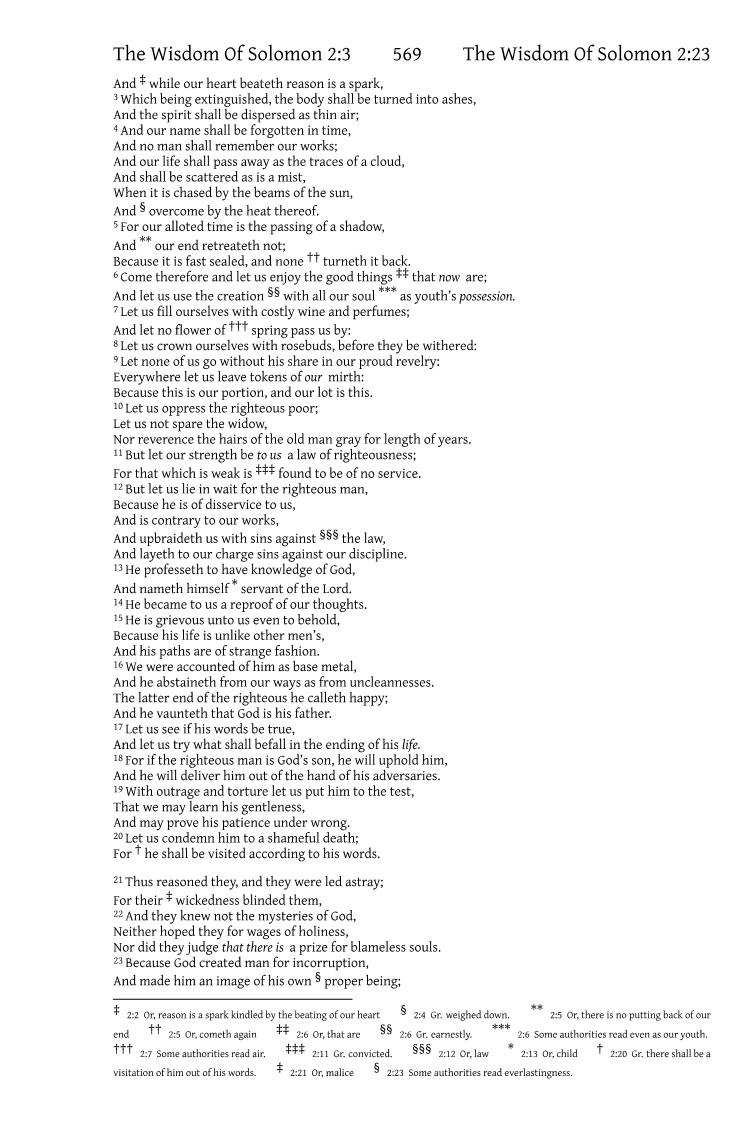 The Wisdom Of Solomon 2:3 569 The Wisdom Of Solomon 2:23
And ‡ while our heart beateth reason is a spark,
3 Which being extinguished, the body shall be turned into ashes,
And the spirit shall be dispersed as thin air;
4 And our name shall be forgotten in time,
And no man shall remember our works;
And our life shall pass away as the traces of a cloud,
And shall be scattered as is a mist,
When it is chased by the beams of the sun,
And § overcome by the heat thereof.
5 For our alloted time is the passing of a shadow,
And ** our end retreateth not;
Because it is fast sealed, and none †† turneth it back.
6 Come therefore and let us enjoy the good things ‡‡ that now are;
And let us use the creation §§ with all our soul *** as youth’s possession.
7 Let us fill ourselves with costly wine and perfumes;
And let no flower of ††† spring pass us by:
8 Let us crown ourselves with rosebuds, before they be withered:
9 Let none of us go without his share in our proud revelry:
Everywhere let us leave tokens of our mirth:
Because this is our portion, and our lot is this.
10 Let us oppress the righteous poor;
Let us not spare the widow,
Nor reverence the hairs of the old man gray for length of years.
11 But let our strength be to us a law of righteousness;
For that which is weak is ‡‡‡ found to be of no service.
12 But let us lie in wait for the righteous man,
Because he is of disservice to us,
And is contrary to our works,
And upbraideth us with sins against §§§ the law,
And layeth to our charge sins against our discipline.
13 He professeth to have knowledge of God,
And nameth himself * servant of the Lord.
14 He became to us a reproof of our thoughts.
15 He is grievous unto us even to behold,
Because his life is unlike other men’s,
And his paths are of strange fashion.
16 We were accounted of him as base metal,
And he abstaineth from our ways as from uncleannesses.
The latter end of the righteous he calleth happy;
And he vaunteth that God is his father.
17 Let us see if his words be true,
And let us try what shall befall in the ending of his life.
18 For if the righteous man is God’s son, he will uphold him,
And he will deliver him out of the hand of his adversaries.
19 With outrage and torture let us put him to the test,
That we may learn his gentleness,
And may prove his patience under wrong.
20 Let us condemn him to a shameful death;
For † he shall be visited according to his words.
21 Thus reasoned they, and they were led astray;
For their ‡ wickedness blinded them,
22 And they knew not the mysteries of God,
Neither hoped they for wages of holiness,
Nor did they judge that there is a prize for blameless souls.
23 Because God created man for incorruption,
And made him an image of his own § proper being;
‡ 2:2 Or, reason is a spark kindled by the beating of our heart § 2:4 Gr. weighed down. ** 2:5 Or, there is no putting back of our
end †† 2:5 Or, cometh again ‡‡ 2:6 Or, that are §§ 2:6 Gr. earnestly. *** 2:6 Some authorities read even as our youth.
††† 2:7 Some authorities read air. ‡‡‡ 2:11 Gr. convicted. §§§ 2:12 Or, law * 2:13 Or, child † 2:20 Gr. there shall be a
visitation of him out of his words. ‡ 2:21 Or, malice § 2:23 Some authorities read everlastingness.